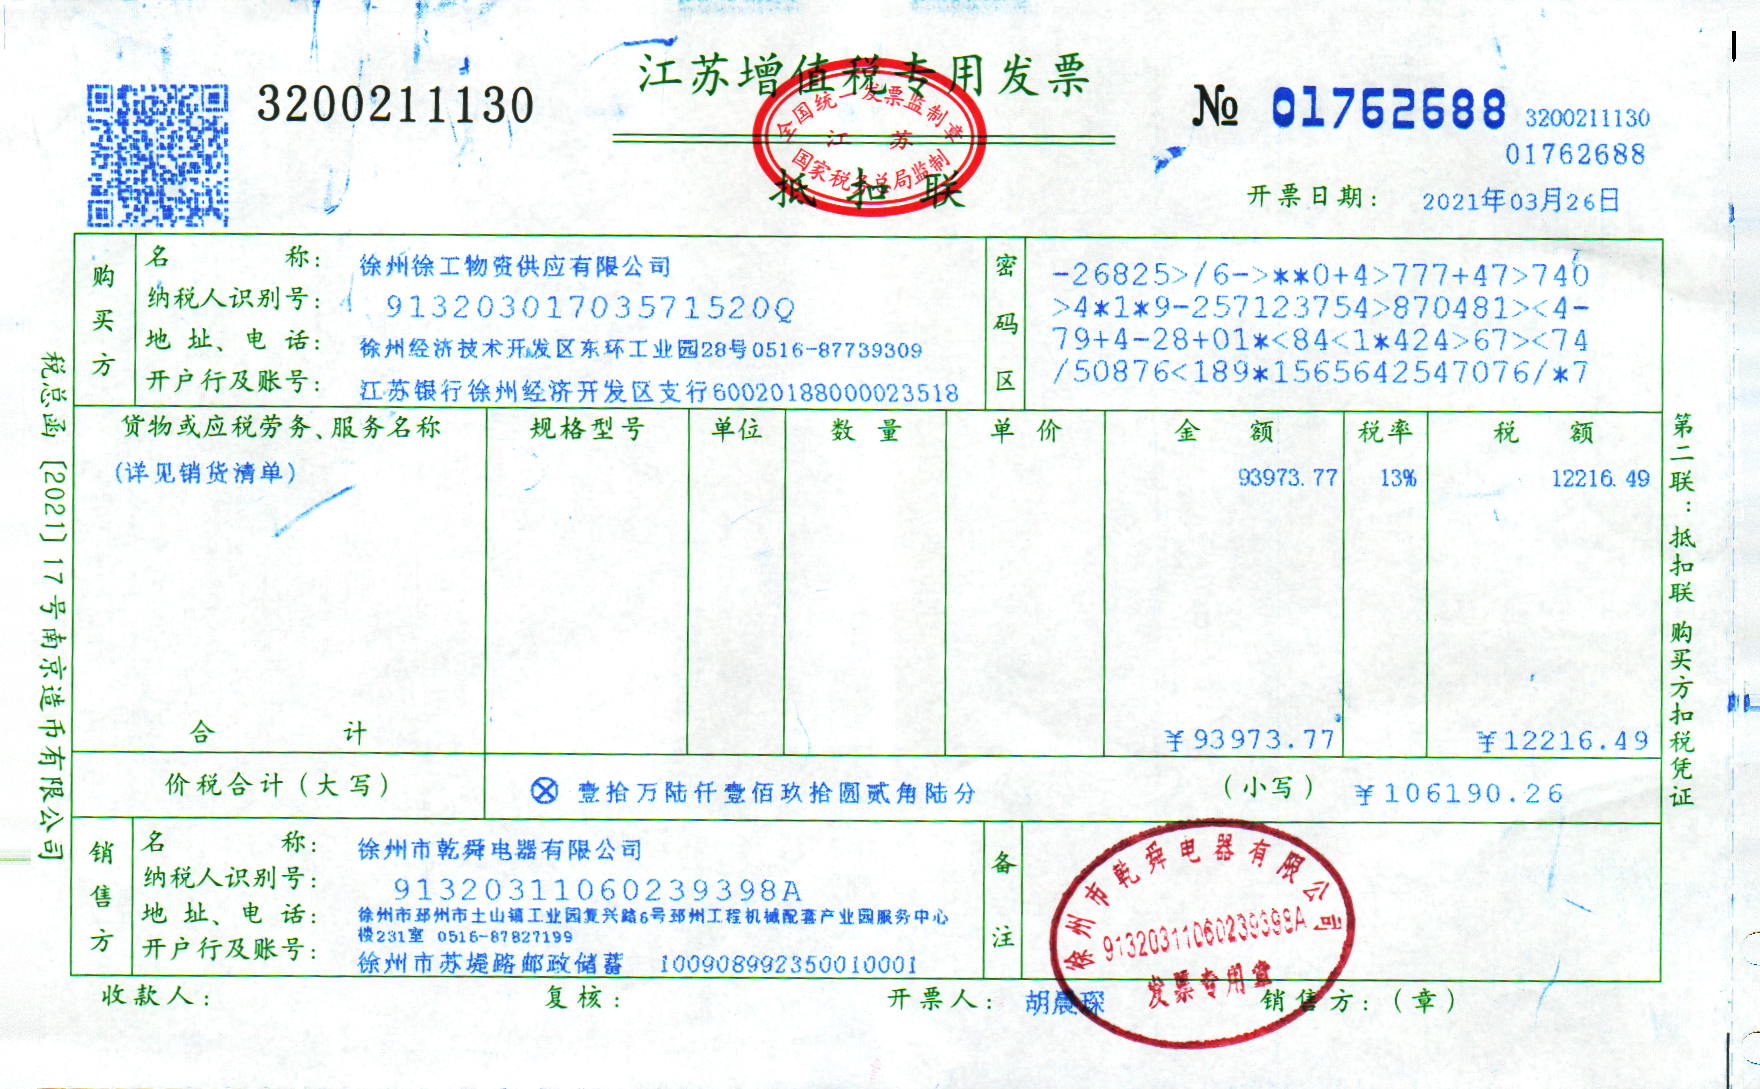 江苏增值税专用发票
3200211130
№ 01762688 3200211130
01762688
全国统一发票监制章
江苏
国家税务总局监制
抵扣联
开票日期： 2021年03月26日
购买方
名称： 徐州徐工物资供应有限公司
纳税人识别号： 91320301703571520Q
地址、电话： 徐州经济技术开发区东环工业园28号0516-87739309
开户行及账号： 江苏银行徐州经济开发区支行60020188000023518
密码区
-26825>/6->**0+4>777+47>740
>4*1*9-257123754>870481><4-
79+4-28+01*<84<1*424>67><74
/50876<189*1565642547076/*7
货物或应税劳务、服务名称 规格型号 单位 数量 单价 金额 税率 税额
(详见销货清单) 93973.77 13% 12216.49
合计 ¥93973.77 ¥12216.49
价税合计（大写） ⊗ 壹拾万陆仟壹佰玖拾圆贰角陆分 （小写） ¥106190.26
销售方
名称： 徐州市乾舜电器有限公司
纳税人识别号： 91320311060239398A
地址、电话： 徐州市邳州市土山镇工业园复兴路6号邳州工程机械配套产业园服务中心
楼231室 0516-87827199
开户行及账号： 徐州市苏堤路邮政储蓄 100908992350010001
备注
徐州市乾舜电器有限公司
91320311060239398A
发票专用章
收款人： 复核： 开票人： 胡晨琛 销售方：（章）
税总函〔2021〕17号南京造币有限公司
第二联：抵扣联 购买方扣税凭证